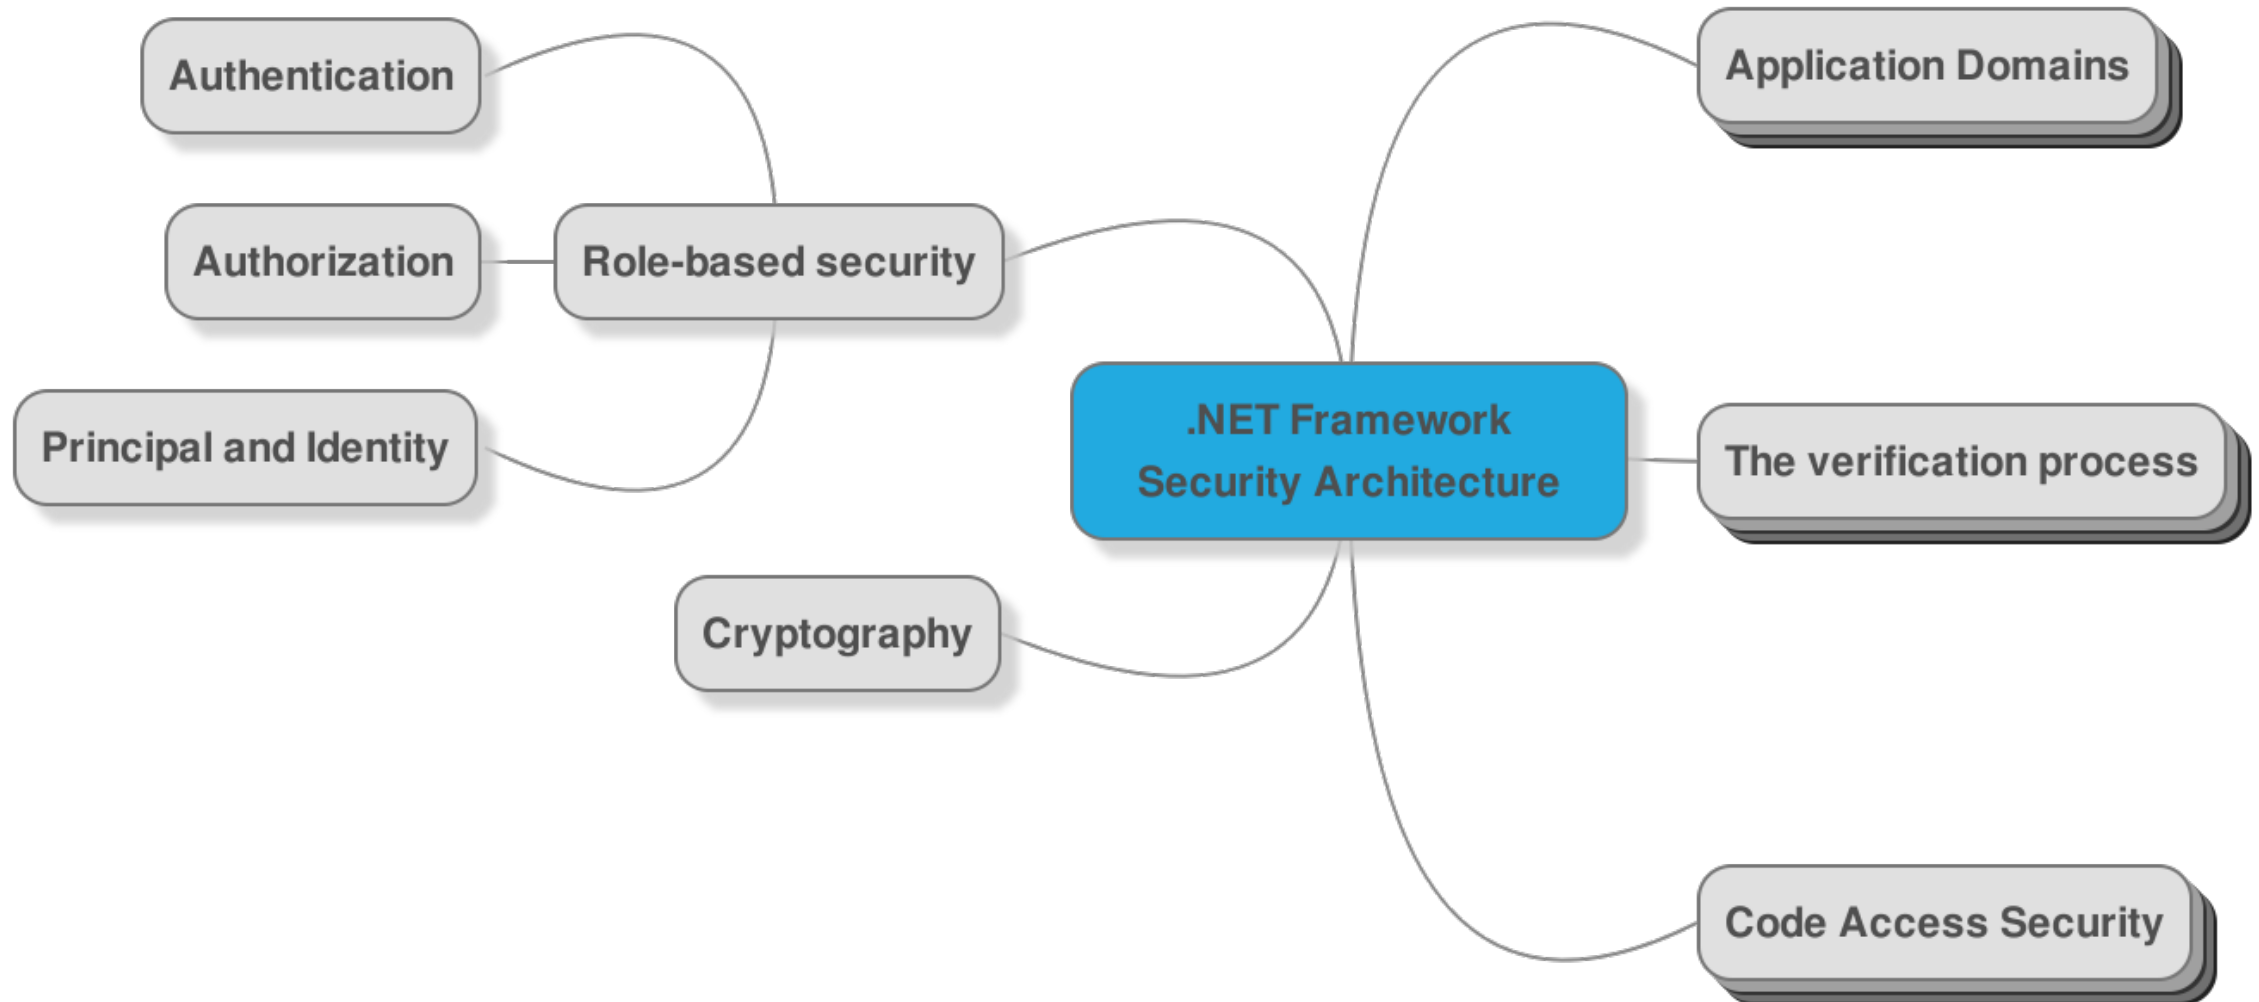 Authentication
Application Domains
Authorization
Role-based security
.NET Framework
Security Architecture
Principal and Identity
The verification process
Cryptography
Code Access Security